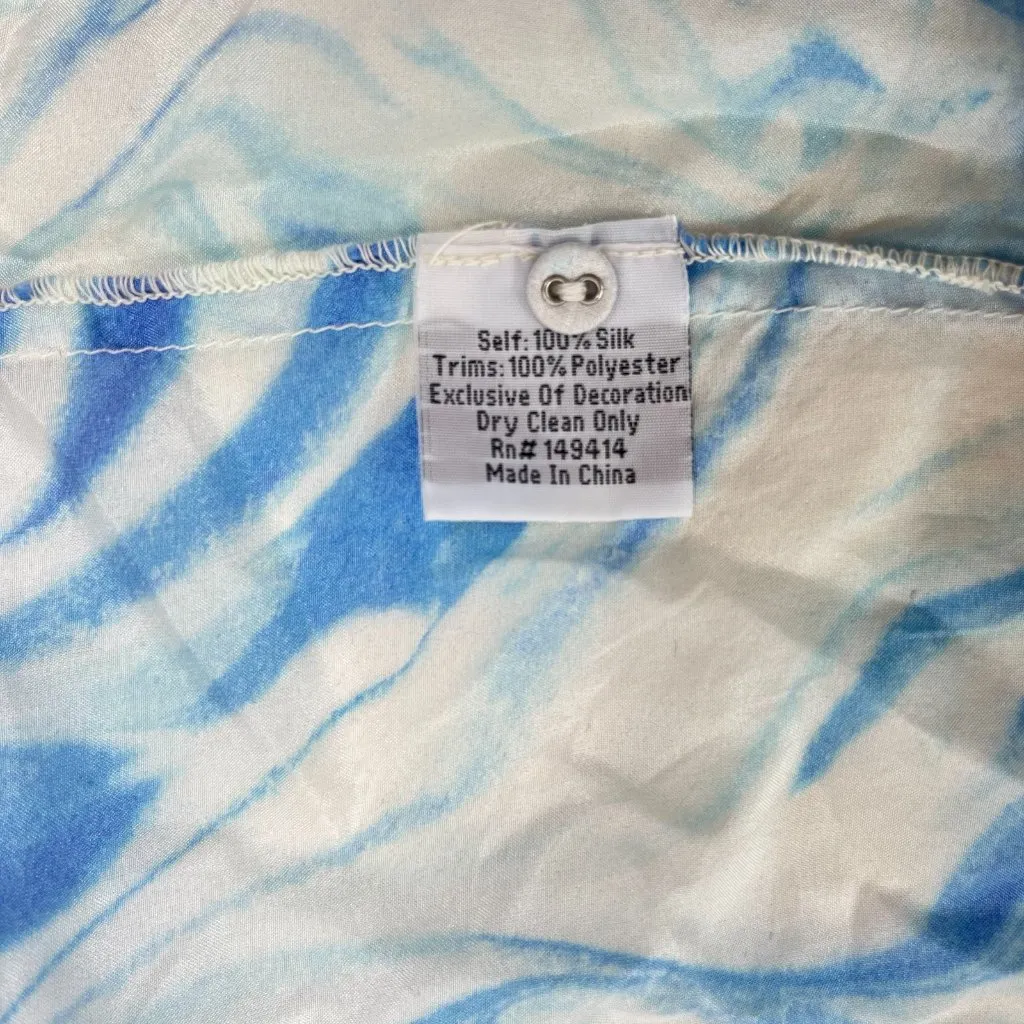 Self: 100% Silk
Trims: 100% Polyester
Exclusive Of Decoration
Dry Clean Only
Rn# 149414
Made In China